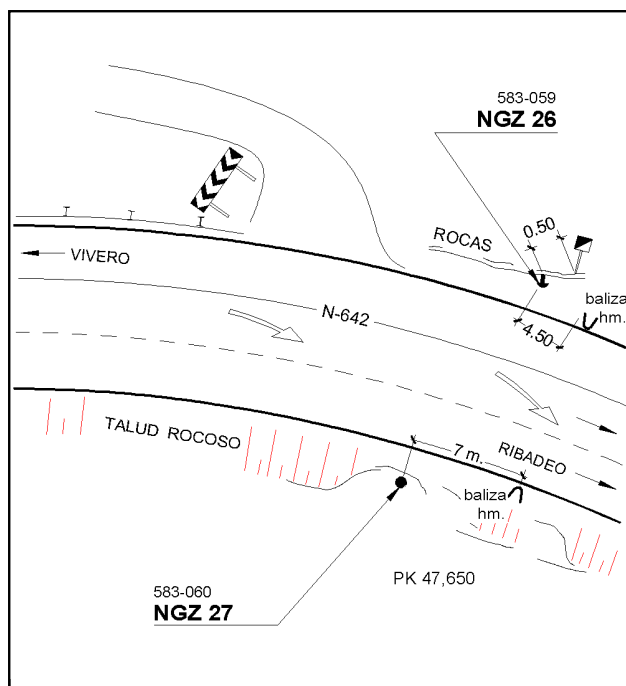 583-059
NGZ 26
0.50
ROCAS
VIVERO
baliza
hm.
N-642
4.50
TALUD ROCOSO
7 m.
RIBADEO
baliza
hm.
PK 47,650
583-060
NGZ 27